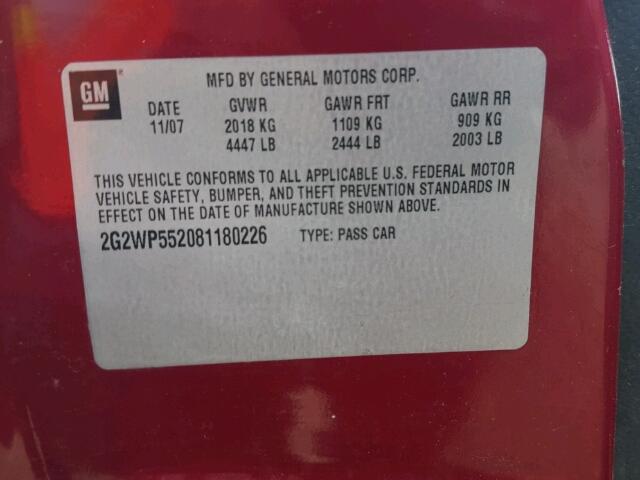 GM
MFD BY GENERAL MOTORS CORP.
DATE GVWR GAWR FRT GAWR RR
11/07 2018 KG 1109 KG 909 KG
4447 LB 2444 LB 2003 LB
THIS VEHICLE CONFORMS TO ALL APPLICABLE U.S. FEDERAL MOTOR
VEHICLE SAFETY, BUMPER, AND THEFT PREVENTION STANDARDS IN
EFFECT ON THE DATE OF MANUFACTURE SHOWN ABOVE.
2G2WP552081180226 TYPE: PASS CAR